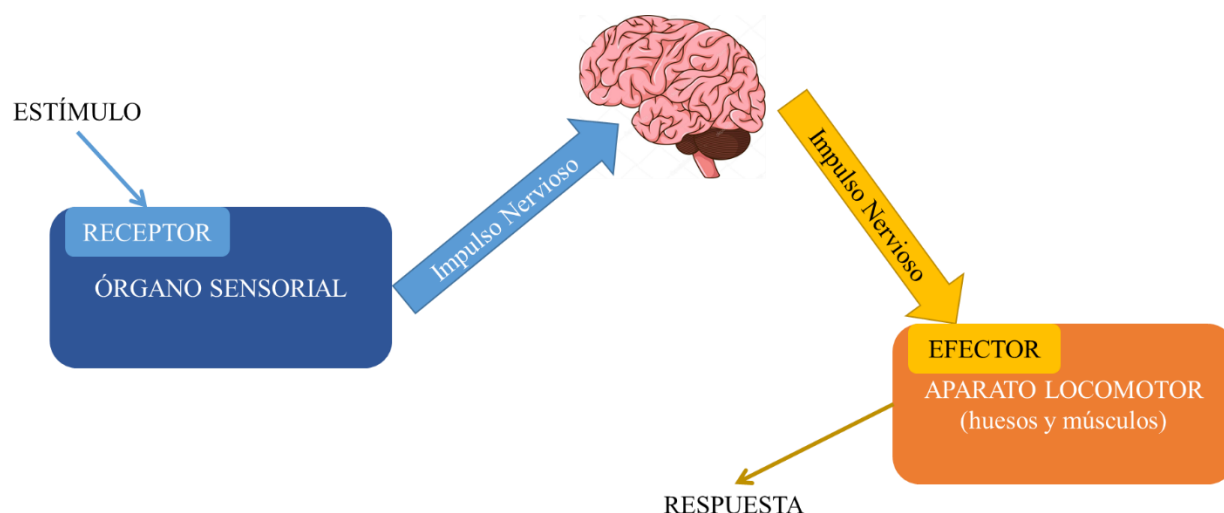 ESTÍMULO
RECEPTOR
ÓRGANO SENSORIAL
Impulso Nervioso
Impulso Nervioso
EFECTOR
APARATO LOCOMOTOR
(huesos y músculos)
RESPUESTA